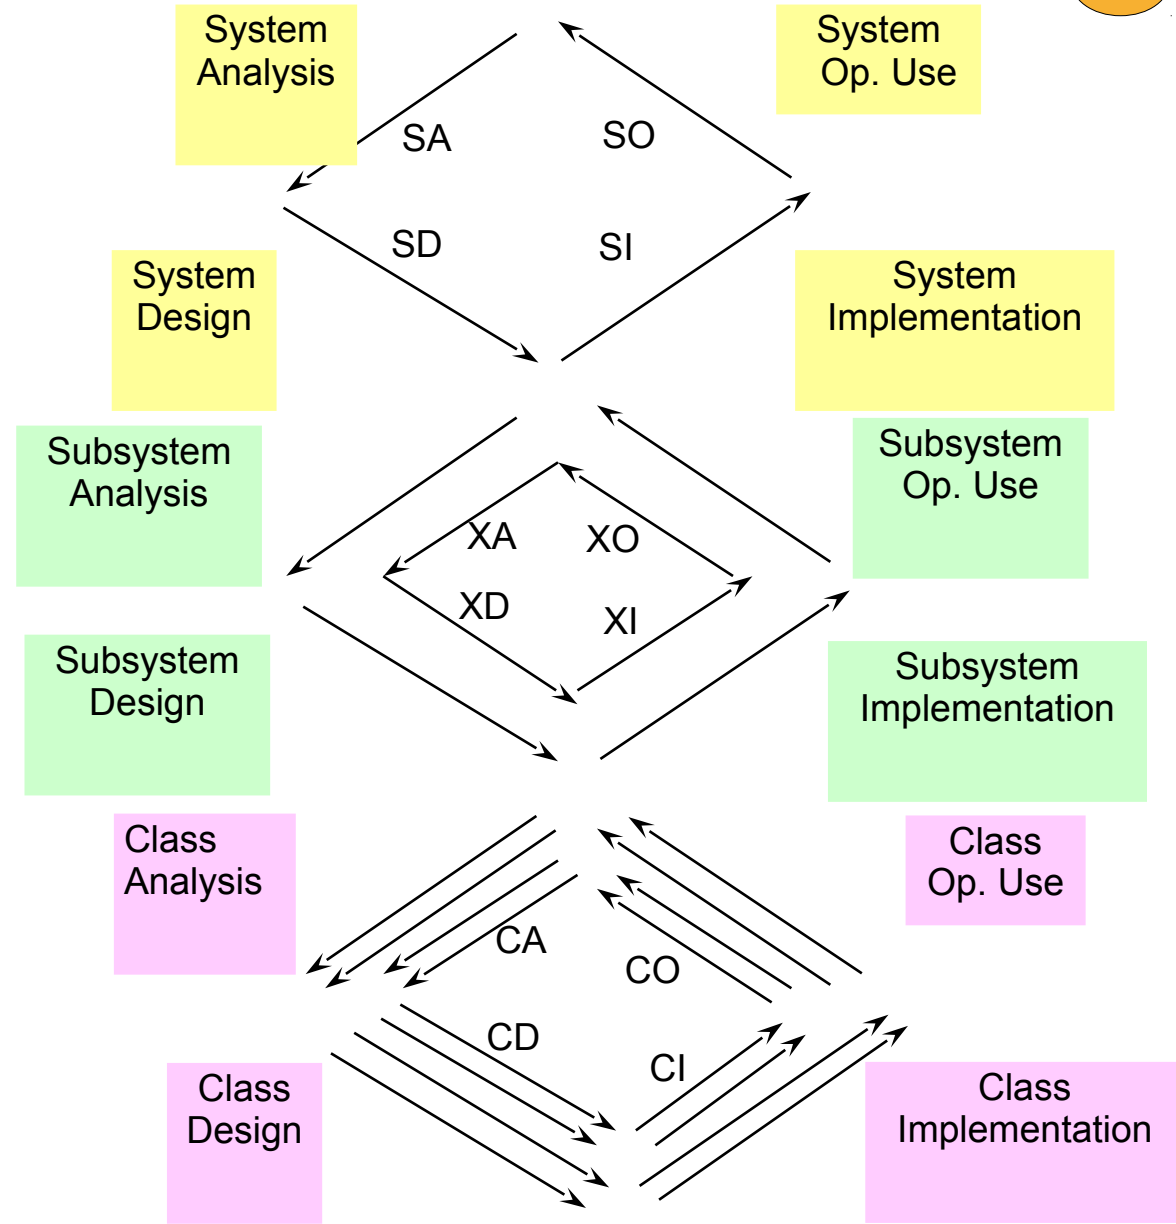 System
Analysis
System
Op. Use
SA
SO
SD
SI
System
Design
System
Implementation
Subsystem
Analysis
Subsystem
Op. Use
XA
XO
XD
XI
Subsystem
Design
Subsystem
Implementation
Class
Analysis
Class
Op. Use
CA
CO
CD
CI
Class
Design
Class
Implementation